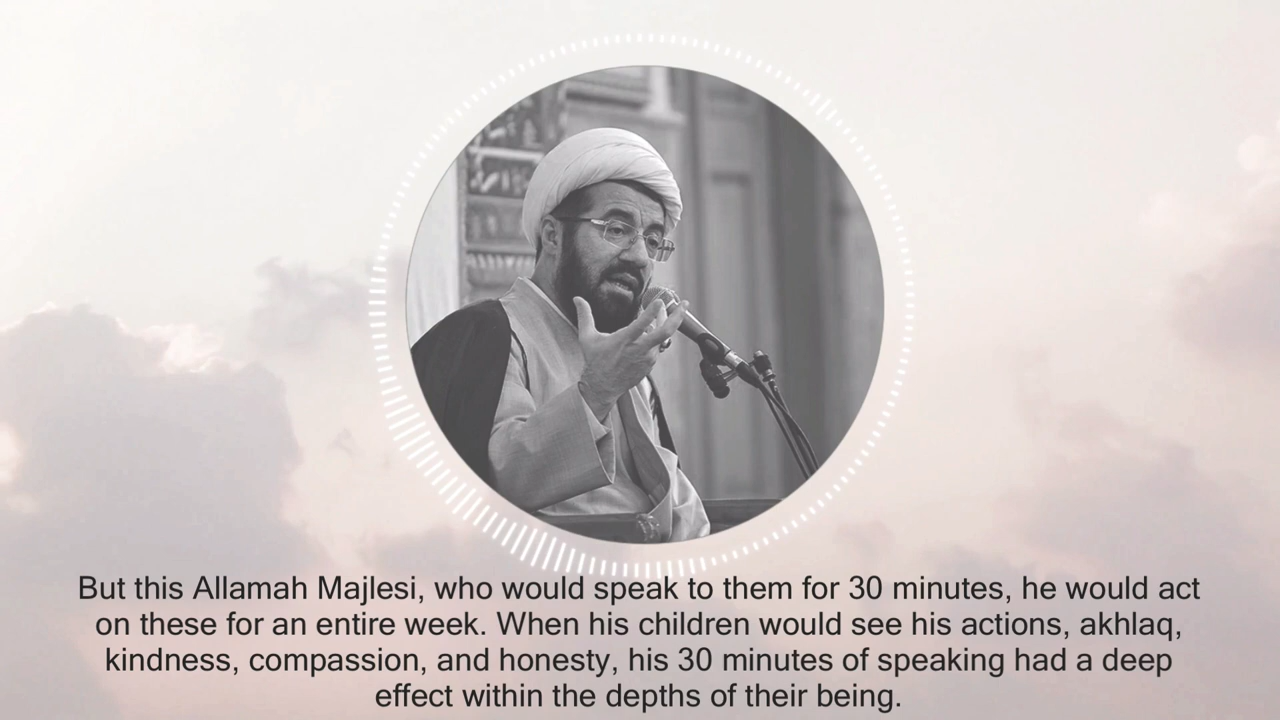 But this Allamah Majlesi, who would speak to them for 30 minutes, he would act
on these for an entire week. When his children would see his actions, akhlaq,
kindness, compassion, and honesty, his 30 minutes of speaking had a deep
effect within the depths of their being.